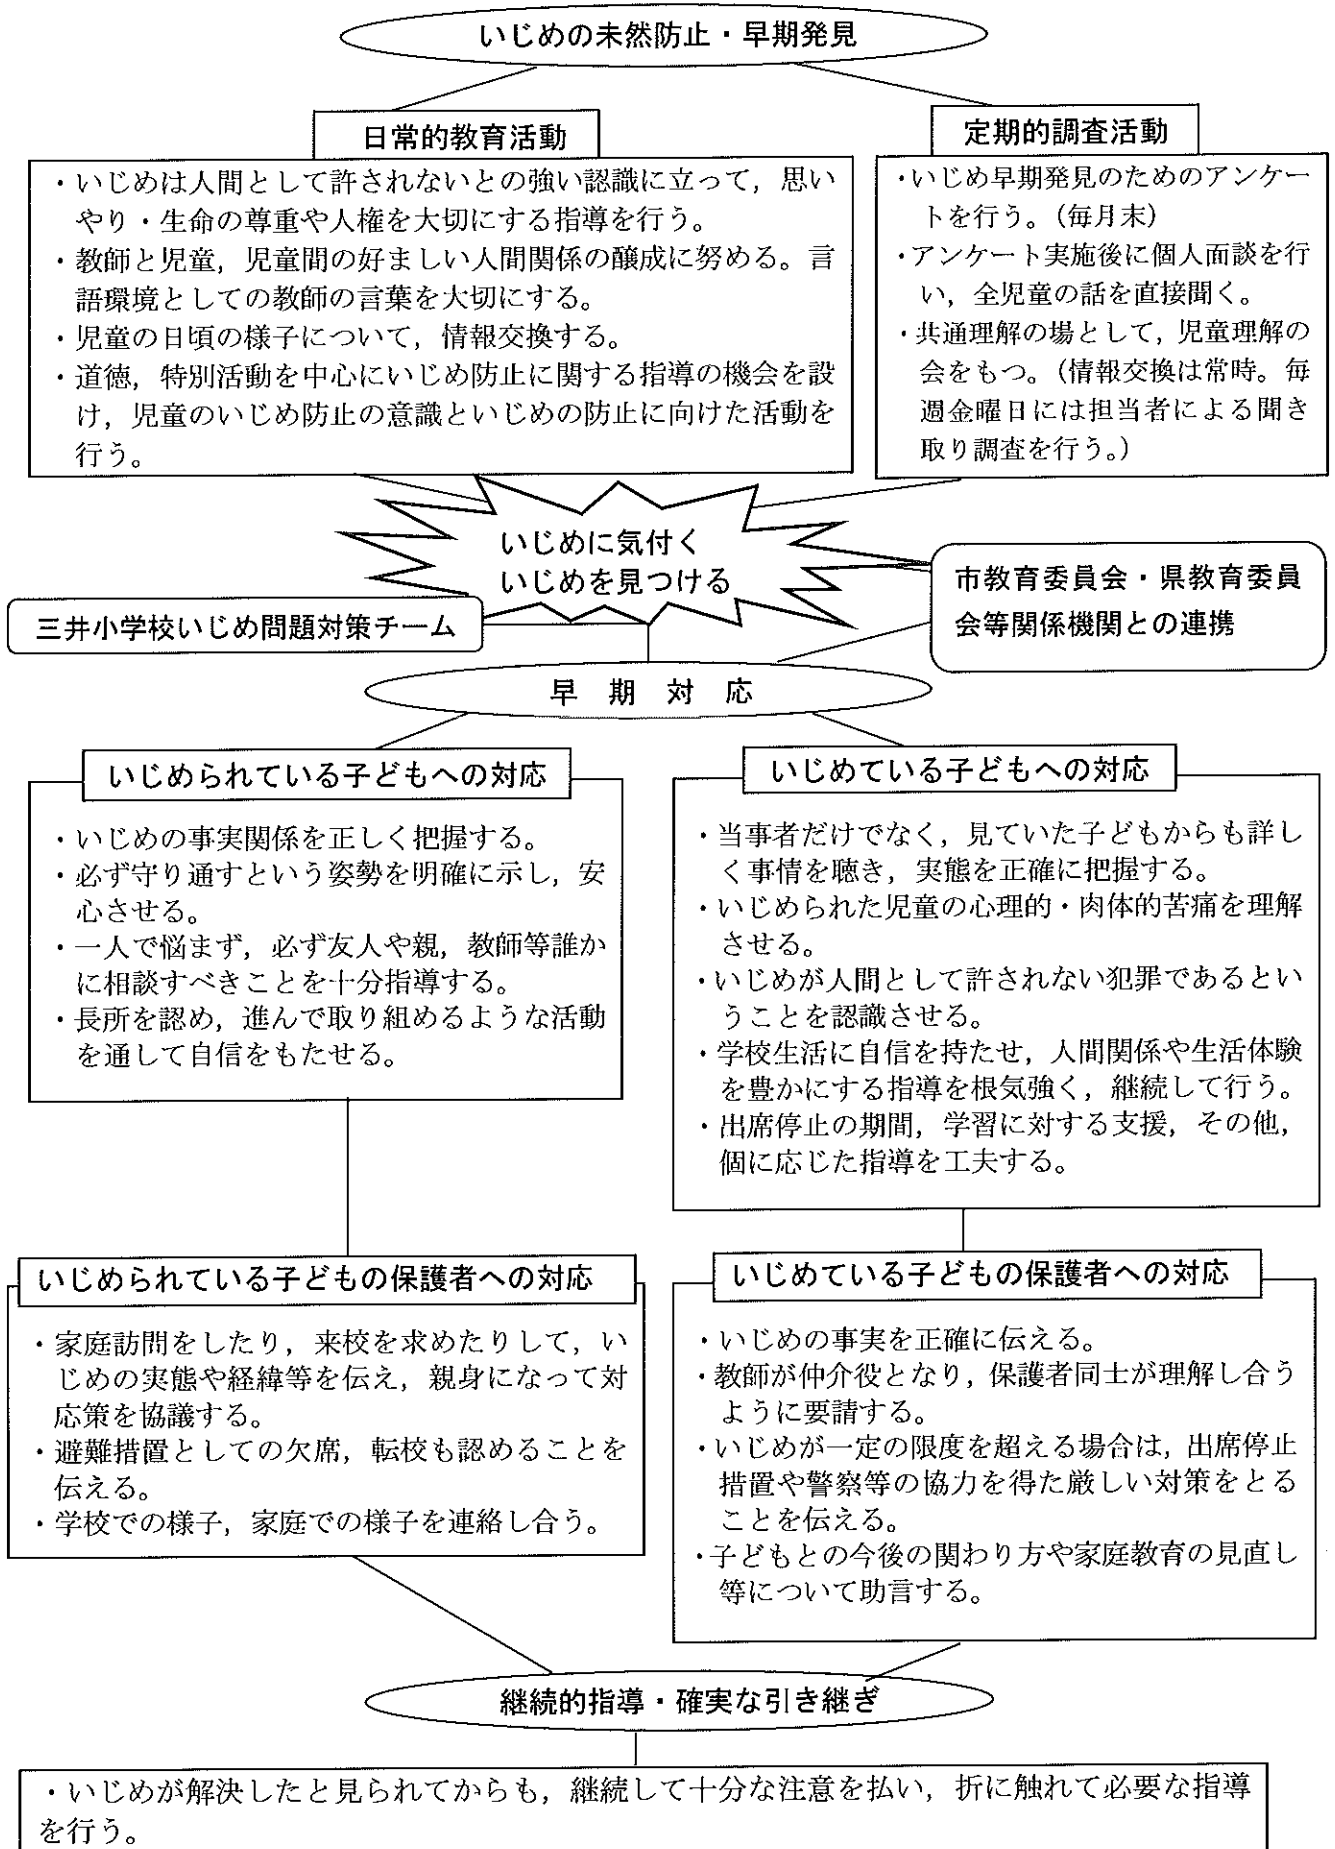 いじめの未然防止・早期発見
日常的教育活動
・いじめは人間として許されないとの強い認識に立って，思い
やり・生命の尊重や人権を大切にする指導を行う。
・教師と児童，児童間の好ましい人間関係の醸成に努める。言
語環境としての教師の言葉を大切にする。
・児童の日頃の様子について，情報交換する。
・道徳，特別活動を中心にいじめ防止に関する指導の機会を設
け，児童のいじめ防止の意識といじめの防止に向けた活動を
行う。
定期的調査活動
・いじめ早期発見のためのアンケー
トを行う。（毎月末）
・アンケート実施後に個人面談を行
い，全児童の話を直接聞く。
・共通理解の場として，児童理解の
会をもつ。（情報交換は常時。毎
週金曜日には担当者による聞き
取り調査を行う。）
いじめに気付く
いじめを見つける
三井小学校いじめ問題対策チーム
市教育委員会・県教育委員
会等関係機関との連携
早　期　対　応
いじめられている子どもへの対応
・いじめの事実関係を正しく把握する。
・必ず守り通すという姿勢を明確に示し，安
心させる。
・一人で悩まず，必ず友人や親，教師等誰か
に相談すべきことを十分指導する。
・長所を認め，進んで取り組めるような活動
を通して自信をもたせる。
いじめている子どもへの対応
・当事者だけでなく，見ていた子どもからも詳し
く事情を聴き，実態を正確に把握する。
・いじめられた児童の心理的・肉体的苦痛を理解
させる。
・いじめが人間として許されない犯罪であるとい
うことを認識させる。
・学校生活に自信を持たせ，人間関係や生活体験
を豊かにする指導を根気強く，継続して行う。
・出席停止の期間，学習に対する支援，その他，
個に応じた指導を工夫する。
いじめられている子どもの保護者への対応
・家庭訪問をしたり，来校を求めたりして，い
じめの実態や経緯等を伝え，親身になって対
応策を協議する。
・避難措置としての欠席，転校も認めることを
伝える。
・学校での様子，家庭での様子を連絡し合う。
いじめている子どもの保護者への対応
・いじめの事実を正確に伝える。
・教師が仲介役となり，保護者同士が理解し合う
ように要請する。
・いじめが一定の限度を超える場合は，出席停止
措置や警察等の協力を得た厳しい対策をとる
ことを伝える。
・子どもとの今後の関わり方や家庭教育の見直し
等について助言する。
継続的指導・確実な引き継ぎ
・いじめが解決したと見られてからも，継続して十分な注意を払い，折に触れて必要な指導
を行う。